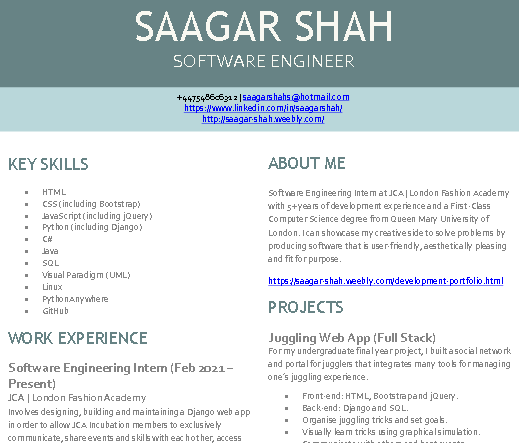 SAAGAR SHAH
SOFTWARE ENGINEER
+447548606312 | saagarshahs@hotmail.com
https://www.linkedin.com/in/saagarshah/
http://saagar-shah.weebly.com/
KEY SKILLS
HTML
CSS (including Bootstrap)
JavaScript (including jQuery)
Python (including Django)
C#
Java
SQL
Visual Paradigm (UML)
Linux
PythonAnywhere
GitHub
WORK EXPERIENCE
Software Engineering Intern (Feb 2021 –
Present)
JCA | London Fashion Academy
Involves designing, building and maintaining a Django web app
in order to allow JCA Incubation members to exclusively
communicate, share events and skills with each other, access
ABOUT ME
Software Engineering Intern at JCA | London Fashion Academy
with 5+ years of development experience and a First-Class
Computer Science degree from Queen Mary University of
London. I can showcase my creative side to solve problems by
producing software that is user-friendly, aesthetically pleasing
and fit for purpose.
https://saagar-shah.weebly.com/development-portfolio.html
PROJECTS
Juggling Web App (Full Stack)
For my undergraduate final year project, I built a social network
and portal for jugglers that integrates many tools for managing
one's juggling experience.
Front-end: HTML, Bootstrap and jQuery.
Back-end: Django and SQL.
Organise juggling tricks and set goals.
Visually learn tricks using graphical simulation.